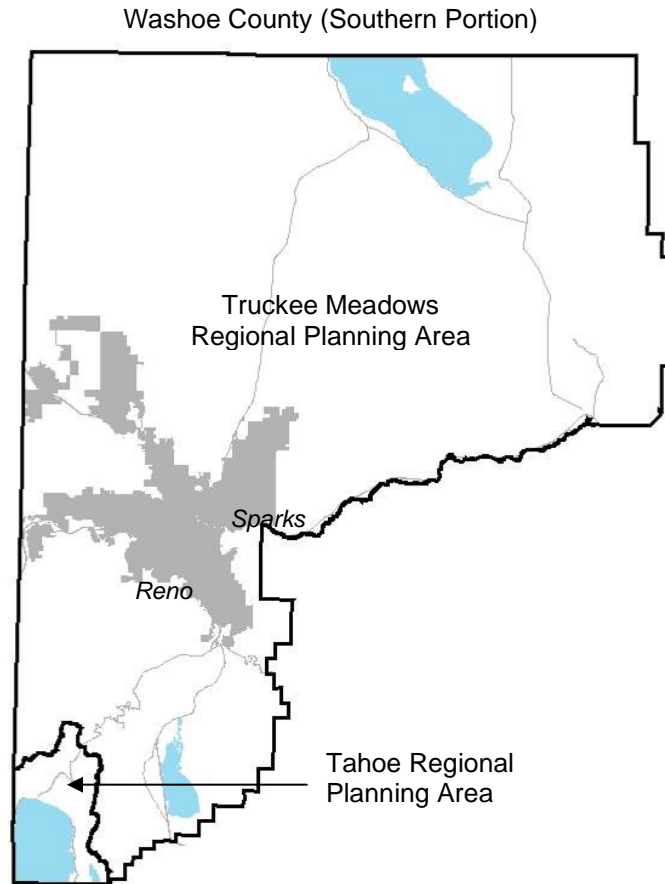 Washoe County (Southern Portion)
Truckee Meadows
Regional Planning Area
Sparks
Reno
Tahoe Regional
Planning Area